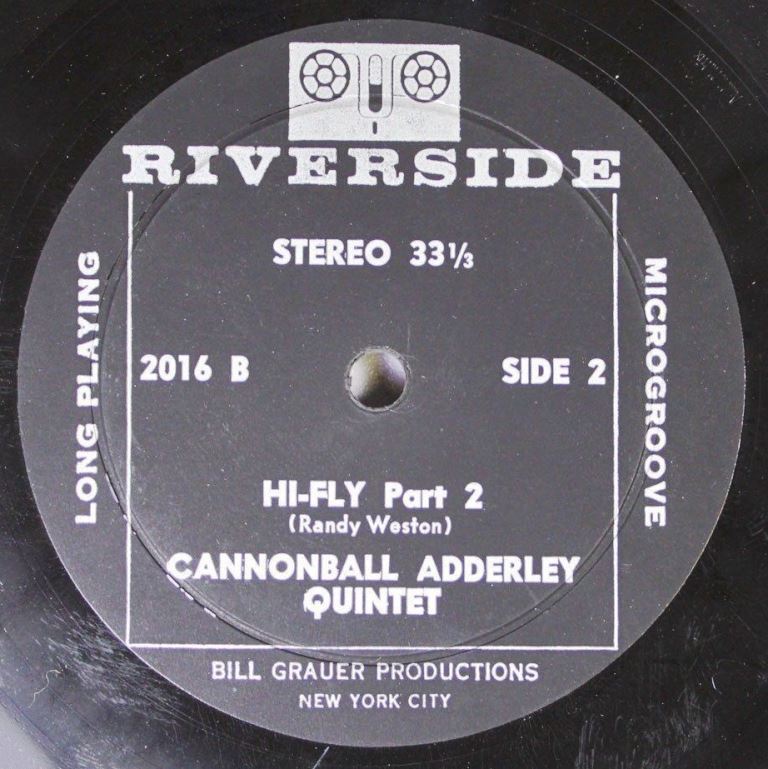 RIVERSIDE
STEREO 33⅓
LONG PLAYING
MICROGROOVE
2016 B
SIDE 2
HI-FLY Part 2
(Randy Weston)
CANNONBALL ADDERLEY
QUINTET
BILL GRAUER PRODUCTIONS
NEW YORK CITY